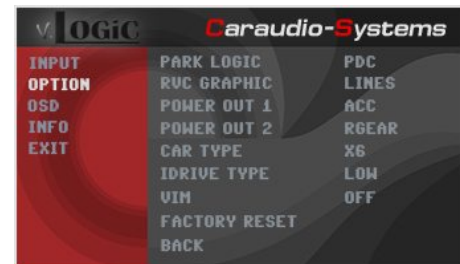 v.LOGiC Caraudio-Systems
INPUT PARK LOGIC PDC
OPTION RVC GRAPHIC LINES
OSD POWER OUT 1 ACC
INFO POWER OUT 2 RGEAR
EXIT CAR TYPE X6
IDRIVE TYPE LOW
VIM OFF
FACTORY RESET
BACK